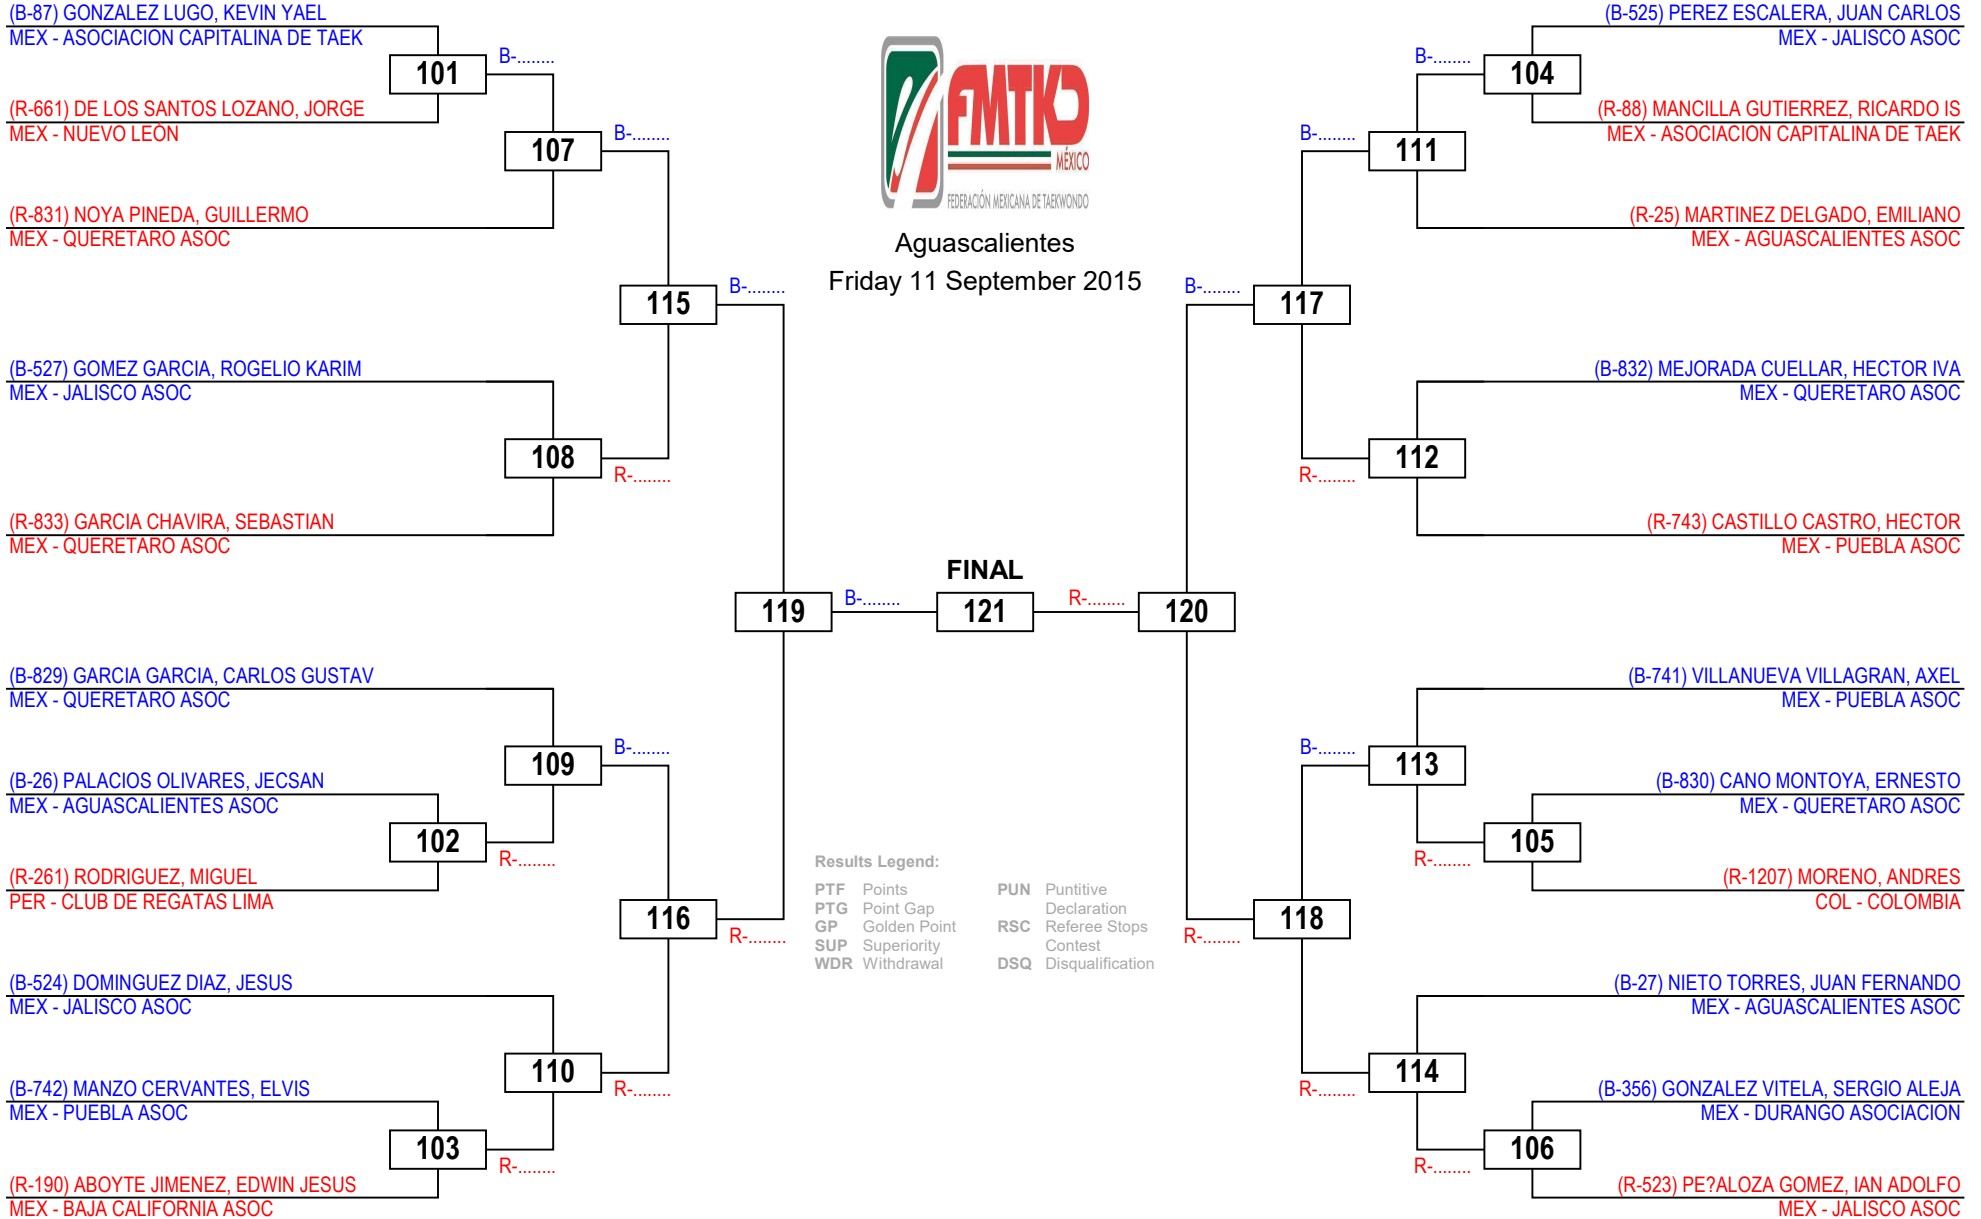 (B-87) GONZALEZ LUGO, KEVIN YAEL
MEX - ASOCIACION CAPITALINA DE TAEK
101
B-........
(R-661) DE LOS SANTOS LOZANO, JORGE
MEX - NUEVO LEÓN
107
B-........
(R-831) NOYA PINEDA, GUILLERMO
MEX - QUERETARO ASOC
115
B-........
(B-527) GOMEZ GARCIA, ROGELIO KARIM
MEX - JALISCO ASOC
108
R-........
(R-833) GARCIA CHAVIRA, SEBASTIAN
MEX - QUERETARO ASOC
119
B-........
(B-829) GARCIA GARCIA, CARLOS GUSTAV
MEX - QUERETARO ASOC
109
B-........
(B-26) PALACIOS OLIVARES, JECSAN
MEX - AGUASCALIENTES ASOC
102
R-........
(R-261) RODRIGUEZ, MIGUEL
PER - CLUB DE REGATAS LIMA
116
R-........
(B-524) DOMINGUEZ DIAZ, JESUS
MEX - JALISCO ASOC
110
R-........
(B-742) MANZO CERVANTES, ELVIS
MEX - PUEBLA ASOC
103
R-........
(R-190) ABOYTE JIMENEZ, EDWIN JESUS
MEX - BAJA CALIFORNIA ASOC
FMTKD
MÉXICO
FEDERACIÓN MEXICANA DE TAEKWONDO
Aguascalientes
Friday 11 September 2015
FINAL
121
Results Legend:
PTF Points
PTG Point Gap
GP Golden Point
SUP Superiority
WDR Withdrawal
PUN Puntitive
Declaration
RSC Referee Stops
Contest
DSQ Disqualification
(B-525) PEREZ ESCALERA, JUAN CARLOS
MEX - JALISCO ASOC
B-........
104
(R-88) MANCILLA GUTIERREZ, RICARDO IS
MEX - ASOCIACION CAPITALINA DE TAEK
B-........
111
(R-25) MARTINEZ DELGADO, EMILIANO
MEX - AGUASCALIENTES ASOC
B-........
117
(B-832) MEJORADA CUELLAR, HECTOR IVA
MEX - QUERETARO ASOC
112
R-........
(R-743) CASTILLO CASTRO, HECTOR
MEX - PUEBLA ASOC
R-........
120
(B-741) VILLANUEVA VILLAGRAN, AXEL
MEX - PUEBLA ASOC
B-........
113
(B-830) CANO MONTOYA, ERNESTO
MEX - QUERETARO ASOC
105
R-........
(R-1207) MORENO, ANDRES
COL - COLOMBIA
118
R-........
(B-27) NIETO TORRES, JUAN FERNANDO
MEX - AGUASCALIENTES ASOC
114
R-........
(B-356) GONZALEZ VITELA, SERGIO ALEJA
MEX - DURANGO ASOCIACION
106
R-........
(R-523) PE?ALOZA GOMEZ, IAN ADOLFO
MEX - JALISCO ASOC